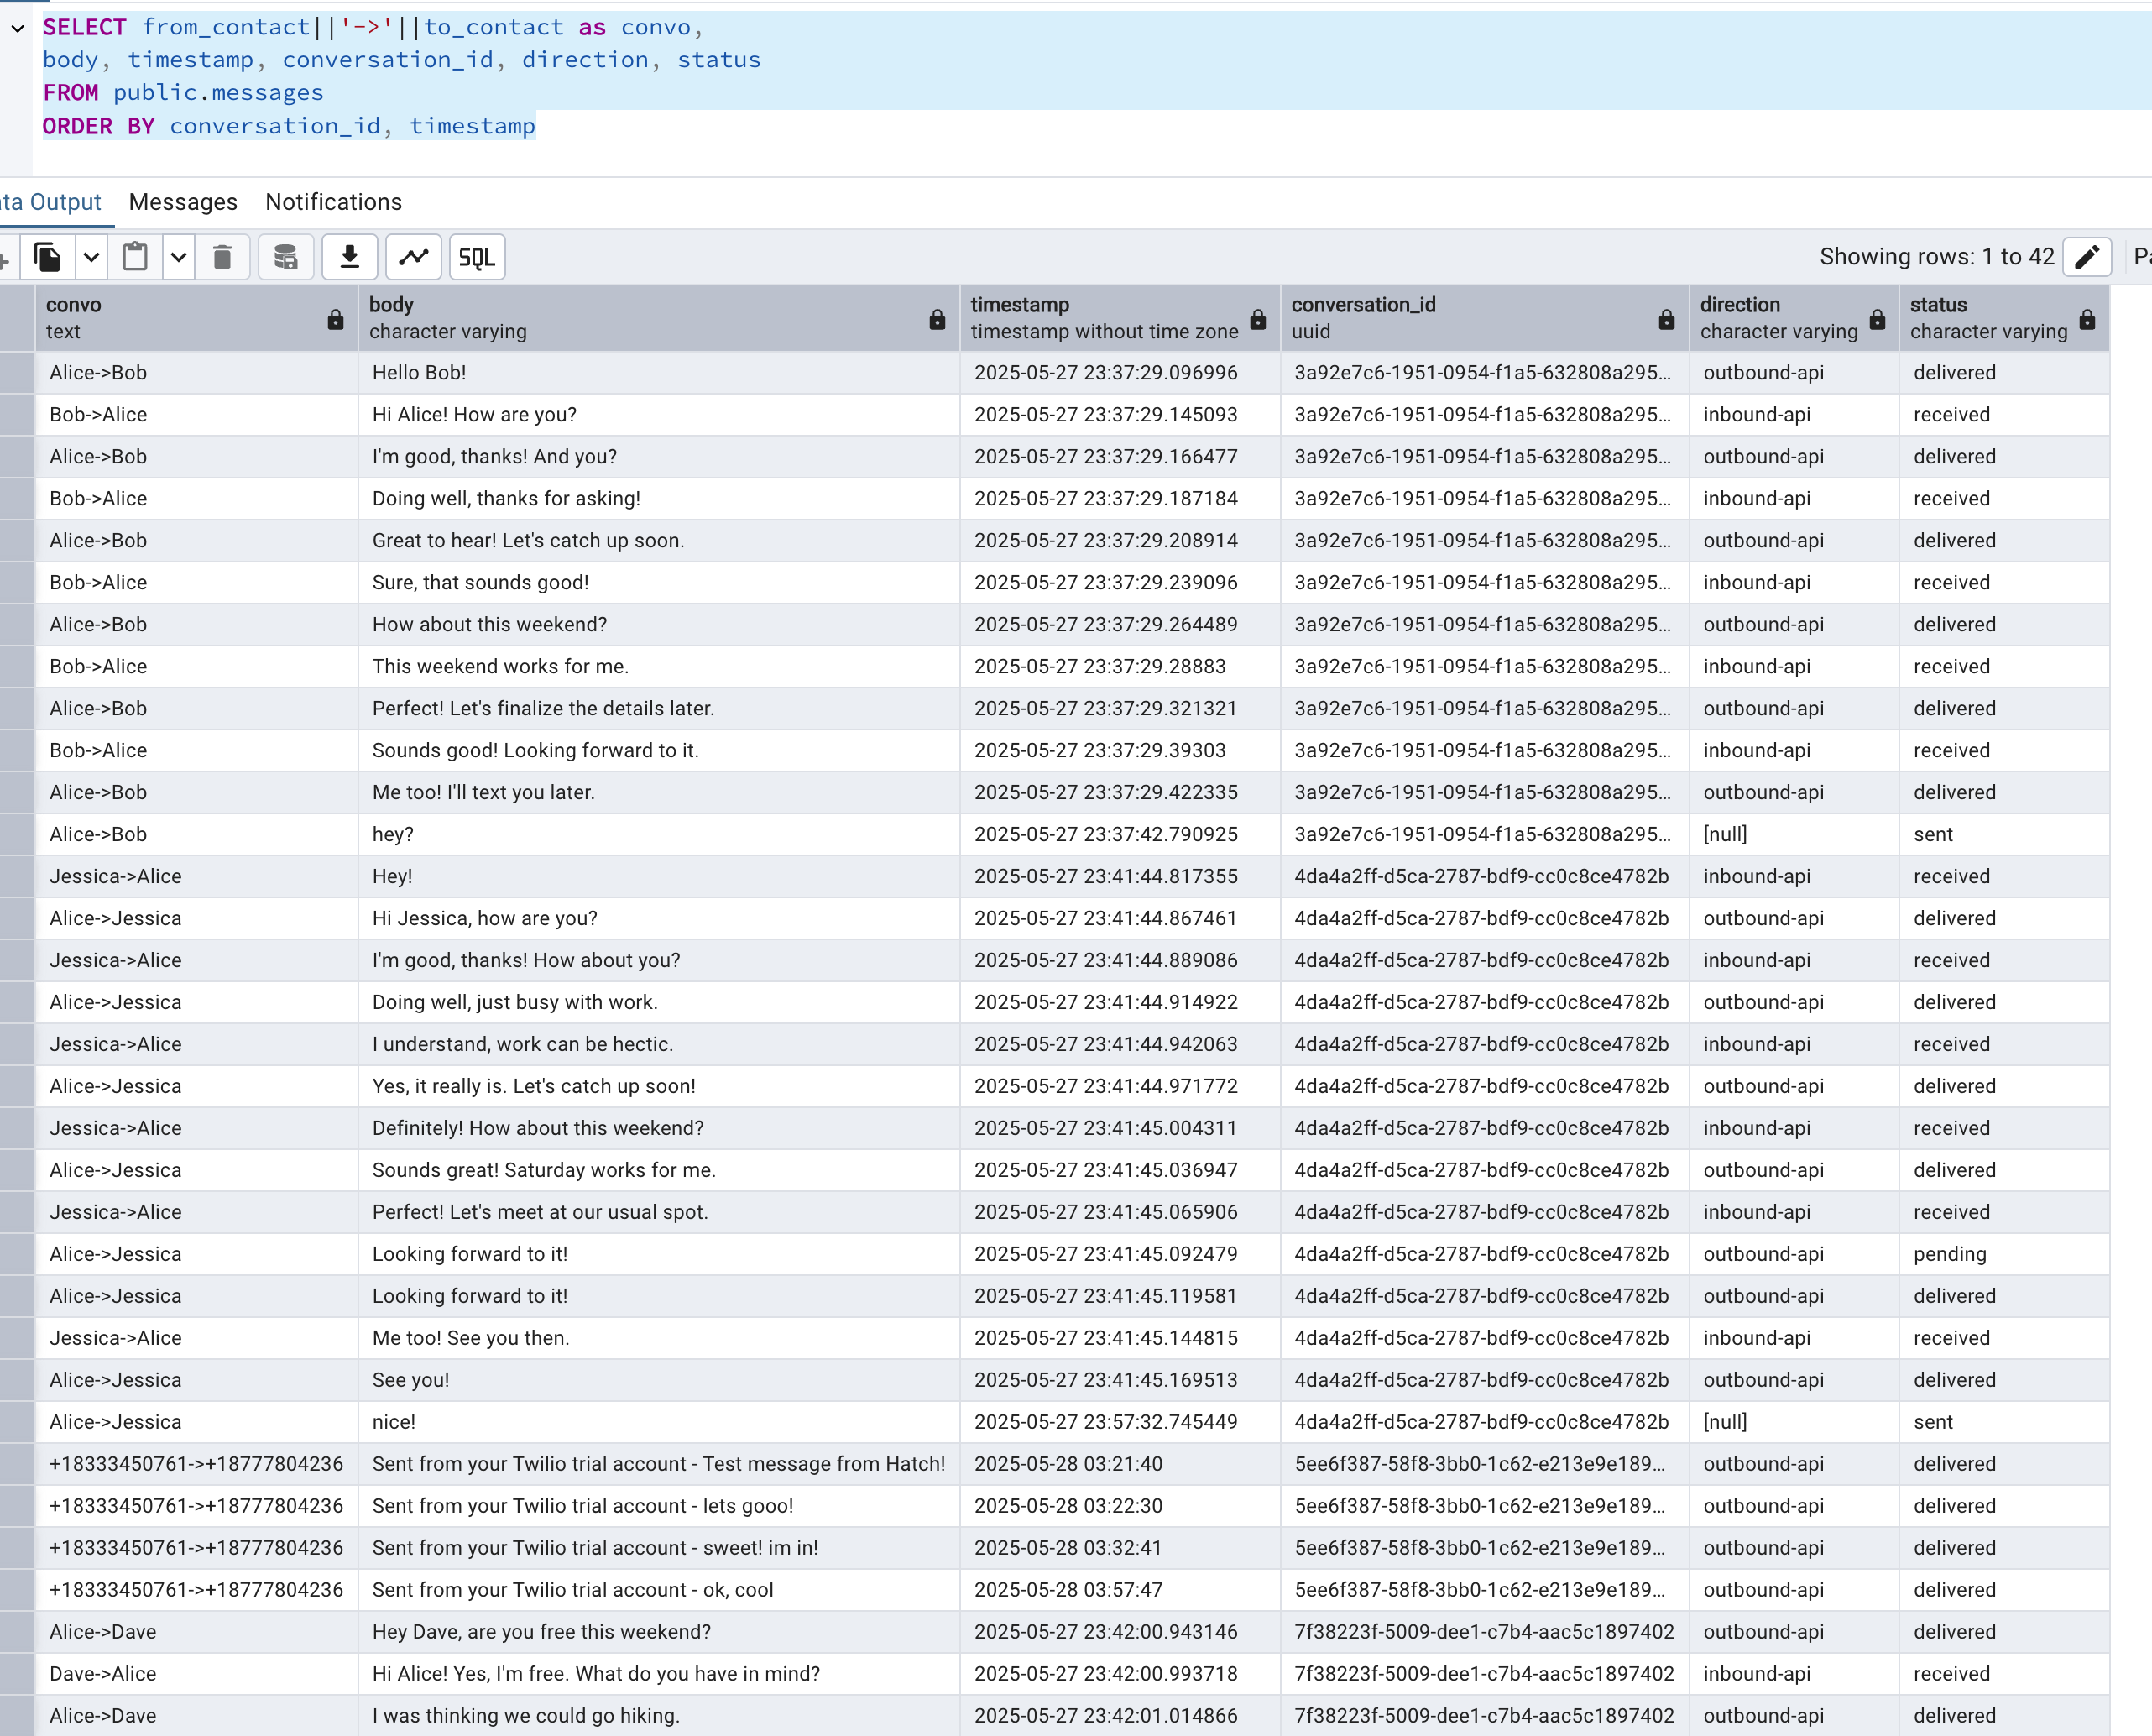 SELECT from_contact||'->'||to_contact as convo,
body, timestamp, conversation_id, direction, status
FROM public.messages
ORDER BY conversation_id, timestamp
ta Output Messages Notifications
SQL Showing rows: 1 to 42
convo body timestamp conversation_id direction status
text character varying timestamp without time zone uuid character varying character varying
Alice->Bob Hello Bob! 2025-05-27 23:37:29.096996 3a92e7c6-1951-0954-f1a5-632808a295... outbound-api delivered
Bob->Alice Hi Alice! How are you? 2025-05-27 23:37:29.145093 3a92e7c6-1951-0954-f1a5-632808a295... inbound-api received
Alice->Bob I'm good, thanks! And you? 2025-05-27 23:37:29.166477 3a92e7c6-1951-0954-f1a5-632808a295... outbound-api delivered
Bob->Alice Doing well, thanks for asking! 2025-05-27 23:37:29.187184 3a92e7c6-1951-0954-f1a5-632808a295... inbound-api received
Alice->Bob Great to hear! Let's catch up soon. 2025-05-27 23:37:29.208914 3a92e7c6-1951-0954-f1a5-632808a295... outbound-api delivered
Bob->Alice Sure, that sounds good! 2025-05-27 23:37:29.239096 3a92e7c6-1951-0954-f1a5-632808a295... inbound-api received
Alice->Bob How about this weekend? 2025-05-27 23:37:29.264489 3a92e7c6-1951-0954-f1a5-632808a295... outbound-api delivered
Bob->Alice This weekend works for me. 2025-05-27 23:37:29.28883 3a92e7c6-1951-0954-f1a5-632808a295... inbound-api received
Alice->Bob Perfect! Let's finalize the details later. 2025-05-27 23:37:29.321321 3a92e7c6-1951-0954-f1a5-632808a295... outbound-api delivered
Bob->Alice Sounds good! Looking forward to it. 2025-05-27 23:37:29.39303 3a92e7c6-1951-0954-f1a5-632808a295... inbound-api received
Alice->Bob Me too! I'll text you later. 2025-05-27 23:37:29.422335 3a92e7c6-1951-0954-f1a5-632808a295... outbound-api delivered
Alice->Bob hey? 2025-05-27 23:37:42.790925 3a92e7c6-1951-0954-f1a5-632808a295... [null] sent
Jessica->Alice Hey! 2025-05-27 23:41:44.817355 4da4a2ff-d5ca-2787-bdf9-cc0c8ce4782b inbound-api received
Alice->Jessica Hi Jessica, how are you? 2025-05-27 23:41:44.867461 4da4a2ff-d5ca-2787-bdf9-cc0c8ce4782b outbound-api delivered
Jessica->Alice I'm good, thanks! How about you? 2025-05-27 23:41:44.889086 4da4a2ff-d5ca-2787-bdf9-cc0c8ce4782b inbound-api received
Alice->Jessica Doing well, just busy with work. 2025-05-27 23:41:44.914922 4da4a2ff-d5ca-2787-bdf9-cc0c8ce4782b outbound-api delivered
Jessica->Alice I understand, work can be hectic. 2025-05-27 23:41:44.942063 4da4a2ff-d5ca-2787-bdf9-cc0c8ce4782b inbound-api received
Alice->Jessica Yes, it really is. Let's catch up soon! 2025-05-27 23:41:44.971772 4da4a2ff-d5ca-2787-bdf9-cc0c8ce4782b outbound-api delivered
Jessica->Alice Definitely! How about this weekend? 2025-05-27 23:41:45.004311 4da4a2ff-d5ca-2787-bdf9-cc0c8ce4782b inbound-api received
Alice->Jessica Sounds great! Saturday works for me. 2025-05-27 23:41:45.036947 4da4a2ff-d5ca-2787-bdf9-cc0c8ce4782b outbound-api delivered
Jessica->Alice Perfect! Let's meet at our usual spot. 2025-05-27 23:41:45.065906 4da4a2ff-d5ca-2787-bdf9-cc0c8ce4782b inbound-api received
Alice->Jessica Looking forward to it! 2025-05-27 23:41:45.092479 4da4a2ff-d5ca-2787-bdf9-cc0c8ce4782b outbound-api pending
Alice->Jessica Looking forward to it! 2025-05-27 23:41:45.119581 4da4a2ff-d5ca-2787-bdf9-cc0c8ce4782b outbound-api delivered
Jessica->Alice Me too! See you then. 2025-05-27 23:41:45.144815 4da4a2ff-d5ca-2787-bdf9-cc0c8ce4782b inbound-api received
Alice->Jessica See you! 2025-05-27 23:41:45.169513 4da4a2ff-d5ca-2787-bdf9-cc0c8ce4782b outbound-api delivered
Alice->Jessica nice! 2025-05-27 23:57:32.745449 4da4a2ff-d5ca-2787-bdf9-cc0c8ce4782b [null] sent
+18333450761->+18777804236 Sent from your Twilio trial account - Test message from Hatch! 2025-05-28 03:21:40 5ee6f387-58f8-3bb0-1c62-e213e9e189... outbound-api delivered
+18333450761->+18777804236 Sent from your Twilio trial account - lets gooo! 2025-05-28 03:22:30 5ee6f387-58f8-3bb0-1c62-e213e9e189... outbound-api delivered
+18333450761->+18777804236 Sent from your Twilio trial account - sweet! im in! 2025-05-28 03:32:41 5ee6f387-58f8-3bb0-1c62-e213e9e189... outbound-api delivered
+18333450761->+18777804236 Sent from your Twilio trial account - ok, cool 2025-05-28 03:57:47 5ee6f387-58f8-3bb0-1c62-e213e9e189... outbound-api delivered
Alice->Dave Hey Dave, are you free this weekend? 2025-05-27 23:42:00.943146 7f38223f-5009-dee1-c7b4-aac5c1897402 outbound-api delivered
Dave->Alice Hi Alice! Yes, I'm free. What do you have in mind? 2025-05-27 23:42:00.993718 7f38223f-5009-dee1-c7b4-aac5c1897402 inbound-api received
Alice->Dave I was thinking we could go hiking. 2025-05-27 23:42:01.014866 7f38223f-5009-dee1-c7b4-aac5c1897402 outbound-api delivered